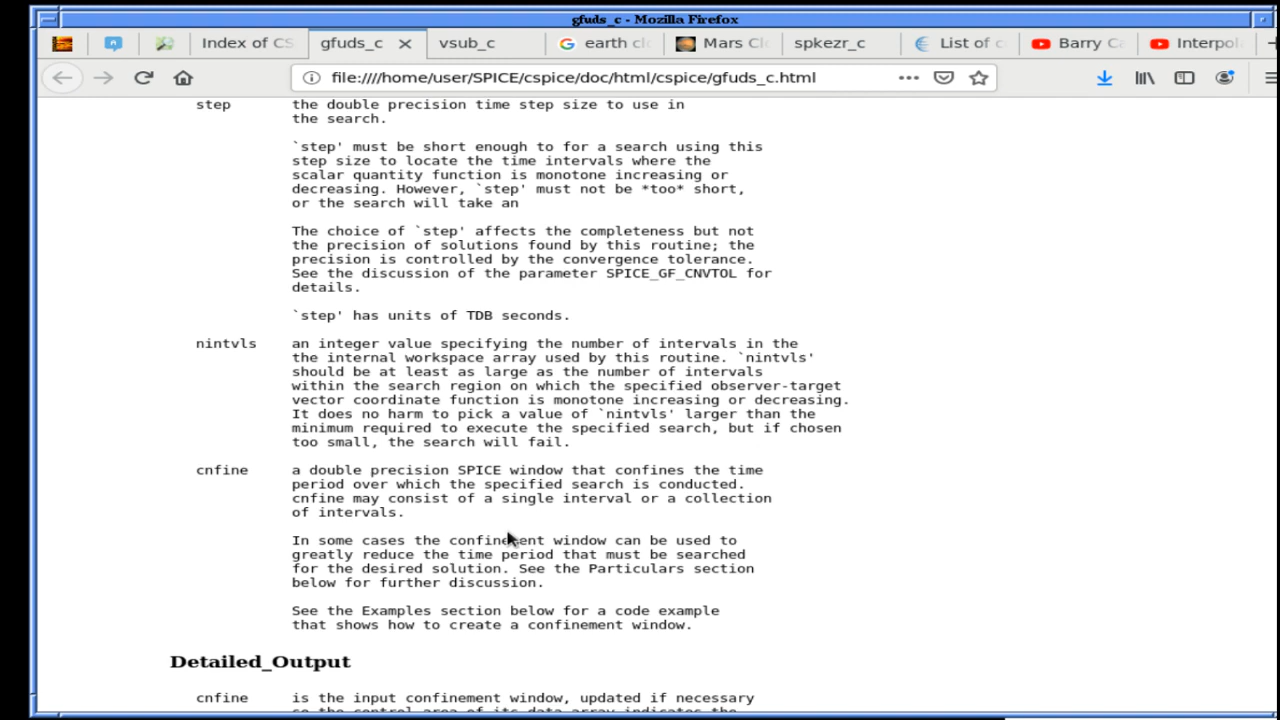 gfuds_c - Mozilla Firefox
Index of CS
gfuds_c
vsub_c
earth cl
Mars Clo
spkezr_c
List of c
Barry Ca
Interpol
file:///home/user/SPICE/cspice/doc/html/cspice/gfuds_c.html
step the double precision time step size to use in
the search.
`step' must be short enough to for a search using this
step size to locate the time intervals where the
scalar quantity function is monotone increasing or
decreasing. However, `step' must not be *too* short,
or the search will take an
The choice of `step' affects the completeness but not
the precision of solutions found by this routine; the
precision is controlled by the convergence tolerance.
See the discussion of the parameter SPICE_GF_CNVTOL for
details.
`step' has units of TDB seconds.
nintvls an integer value specifying the number of intervals in the
the internal workspace array used by this routine. `nintvls'
should be at least as large as the number of intervals
within the search region on which the specified observer-target
vector coordinate function is monotone increasing or decreasing.
It does no harm to pick a value of `nintvls' larger than the
minimum required to execute the specified search, but if chosen
too small, the search will fail.
cnfine a double precision SPICE window that confines the time
period over which the specified search is conducted.
cnfine may consist of a single interval or a collection
of intervals.
In some cases the confinement window can be used to
greatly reduce the time period that must be searched
for the desired solution. See the Particulars section
below for further discussion.
See the Examples section below for a code example
that shows how to create a confinement window.
Detailed_Output
cnfine is the input confinement window, updated if necessary
so the control area of its data array indicates the